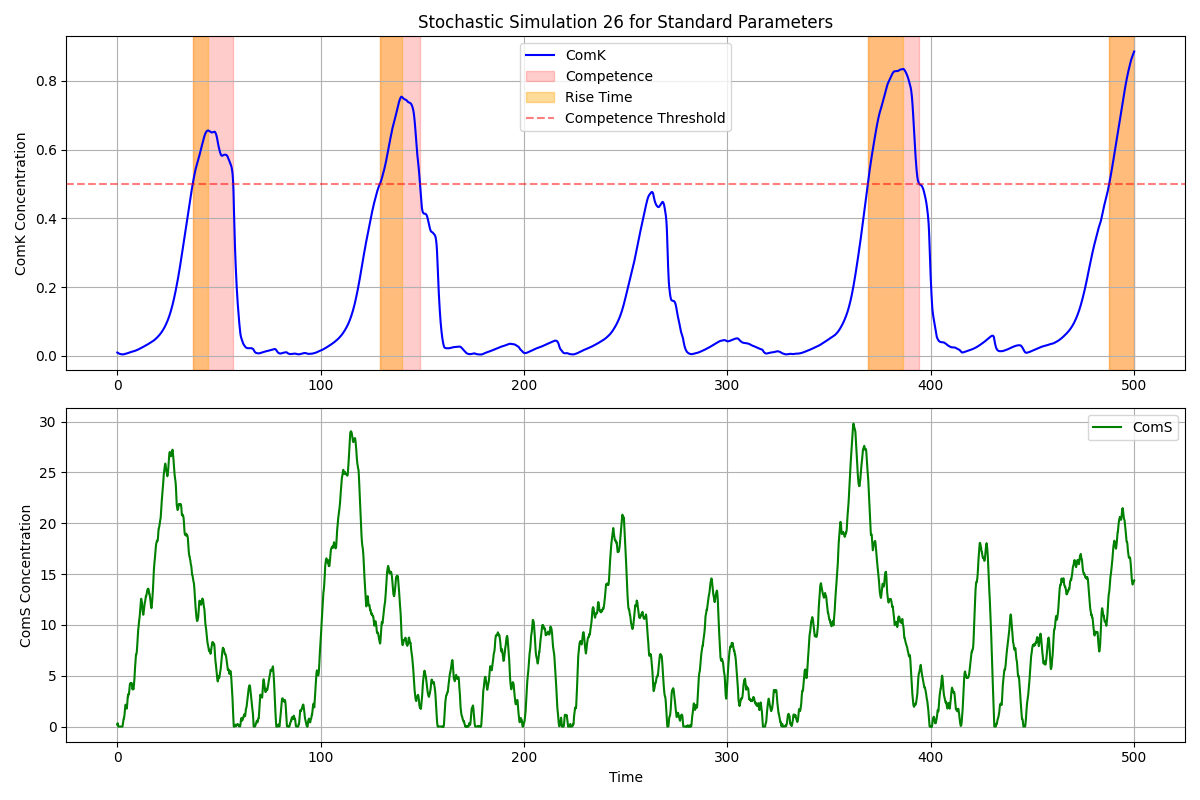 Stochastic Simulation 26 for Standard Parameters
ComK Concentration
0.8
0.6
0.4
0.2
0.0
ComK
Competence
Rise Time
Competence Threshold
0 100 200 300 400 500
ComS Concentration
30
25
20
15
10
5
0
ComS
0 100 200 300 400 500
Time